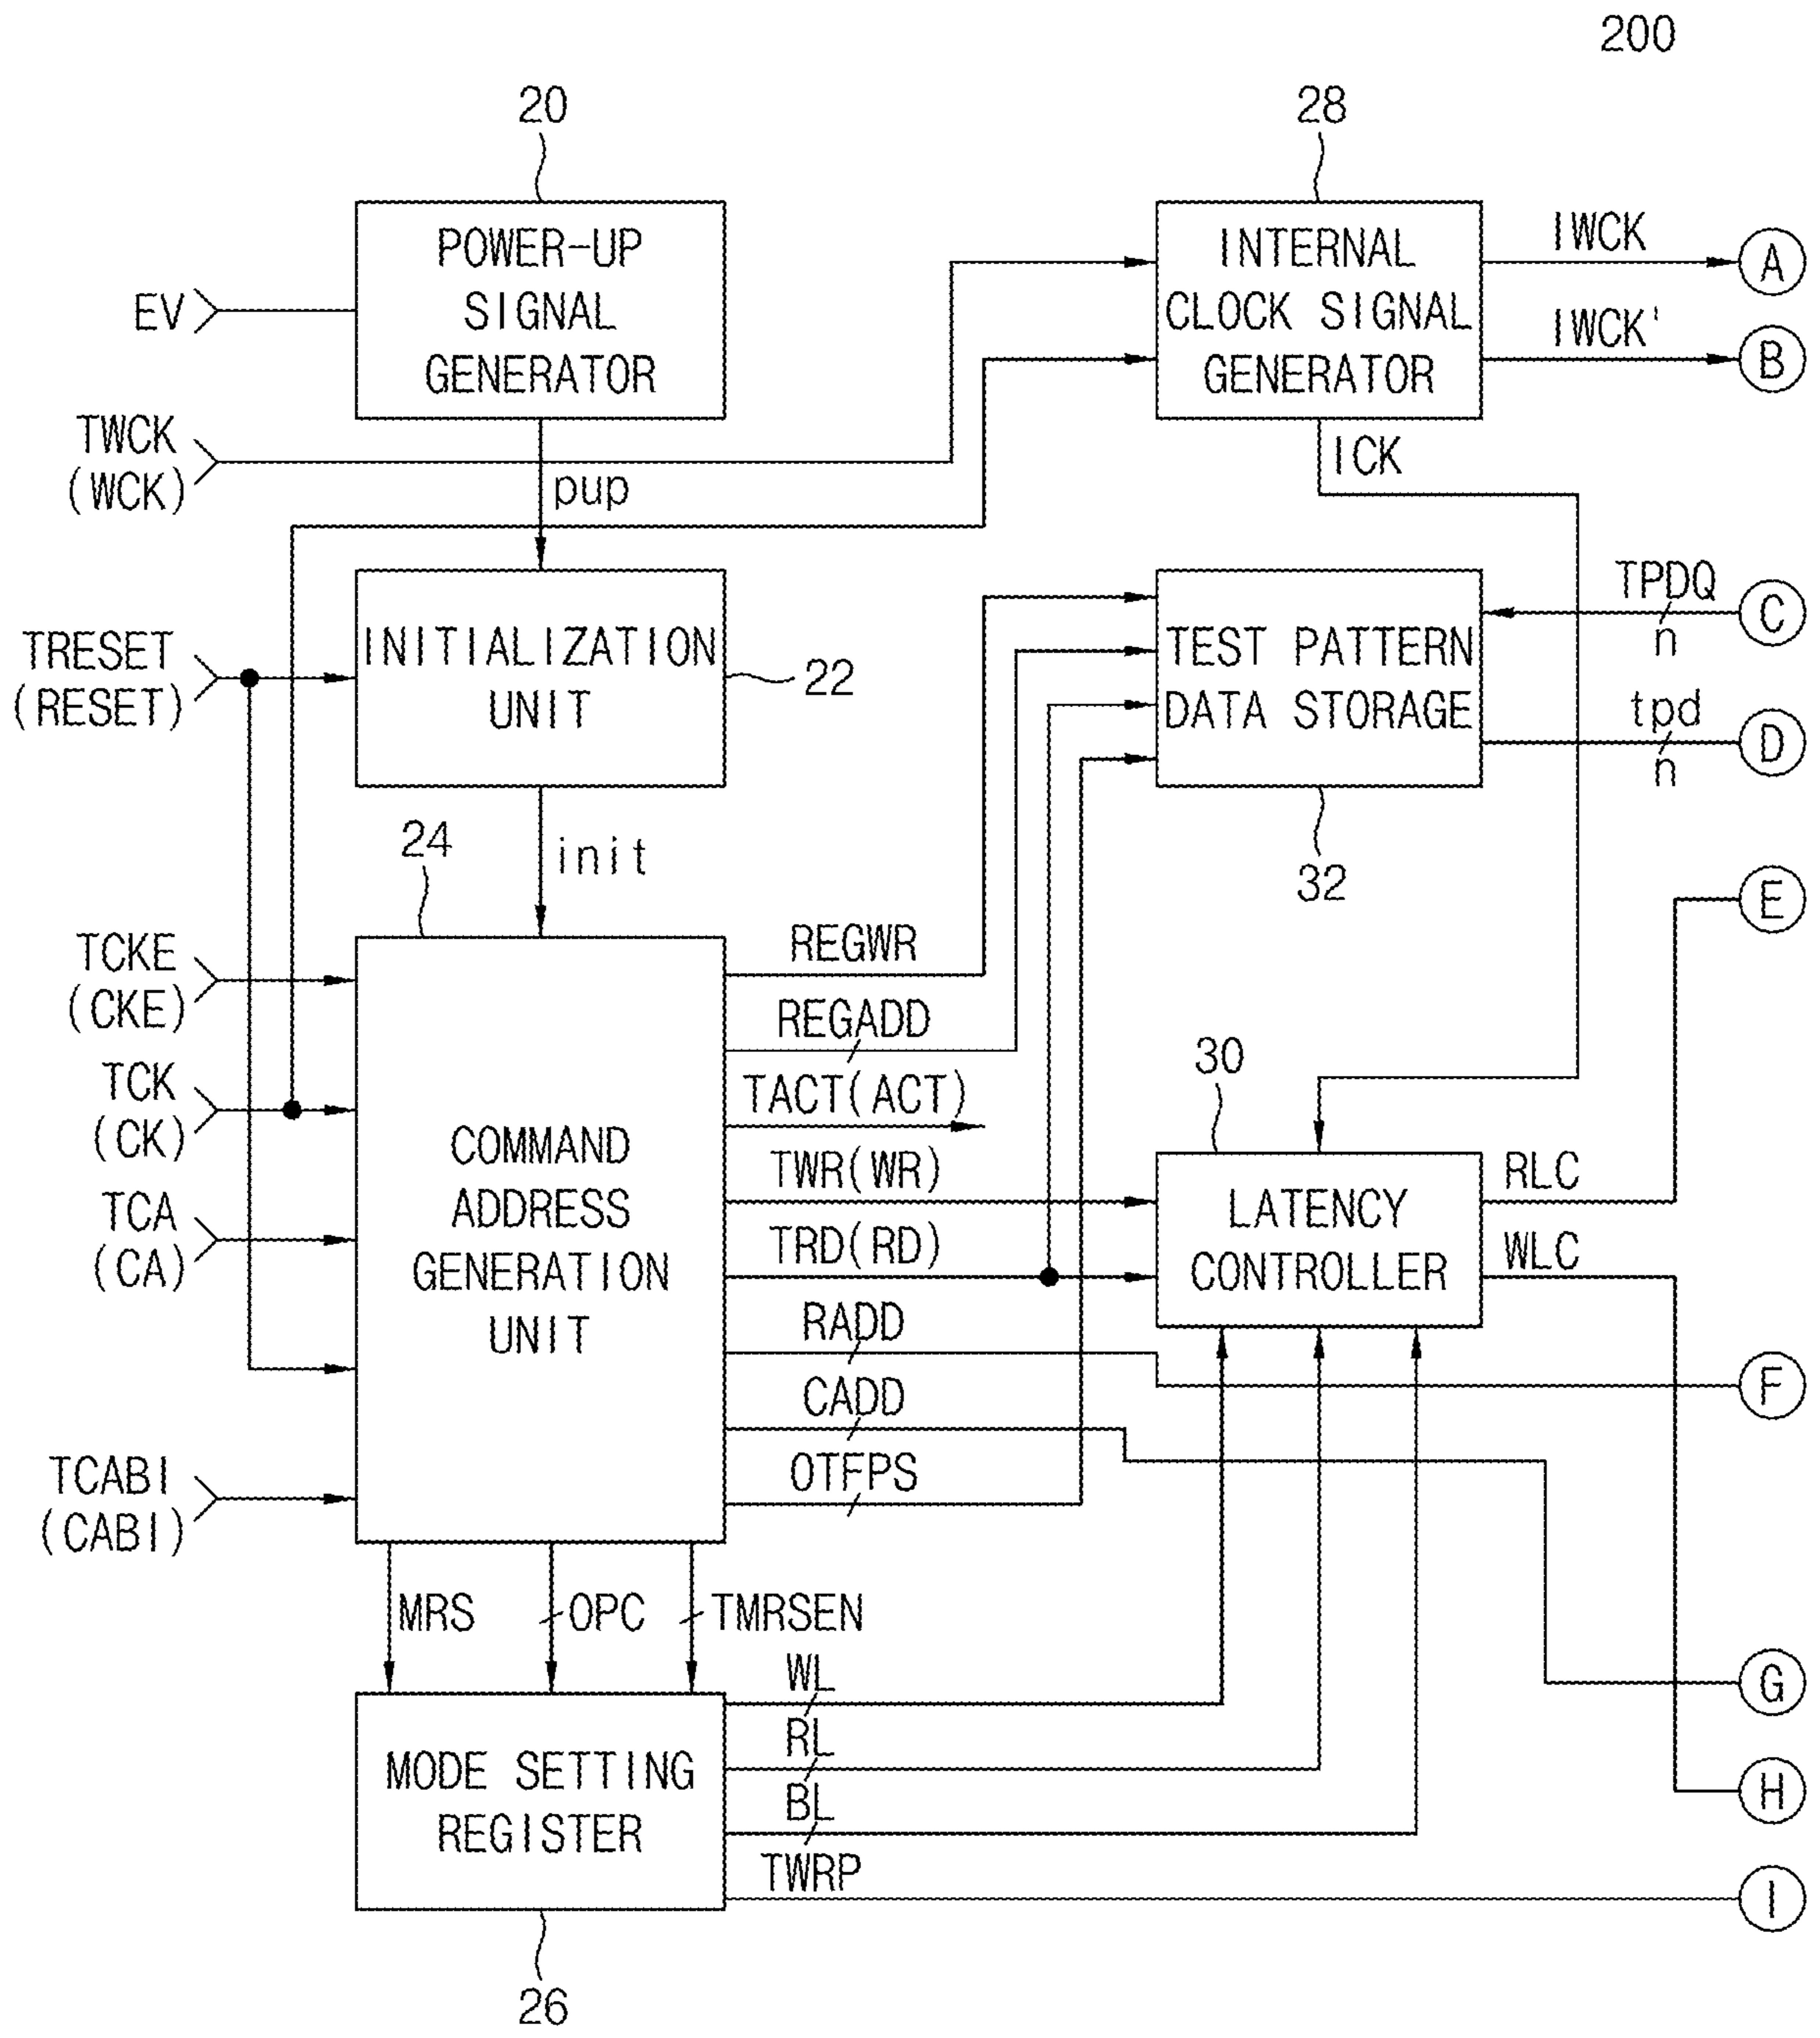 200
20
28
POWER-UP
SIGNAL
GENERATOR
INTERNAL
CLOCK SIGNAL
GENERATOR
IWCK
A
IWCK'
B
EV
TWCK
(WCK)
pup
ICK
TRESET
(RESET)
INITIALIZATION
UNIT
22
TEST PATTERN
DATA STORAGE
TPDQ
n
C
tpd
n
D
24
init
32
E
TCKE
(CKE)
TCK
(CK)
TCA
(CA)
TCABI
(CABI)
COMMAND
ADDRESS
GENERATION
UNIT
REGWR
REGADD
TACT(ACT)
TWR(WR)
TRD(RD)
RADD
CADD
OTFPS
30
LATENCY
CONTROLLER
RLC
WLC
F
MRS
OPC
TMRSEN
G
MODE SETTING
REGISTER
WL
RL
BL
TWRP
H
I
26